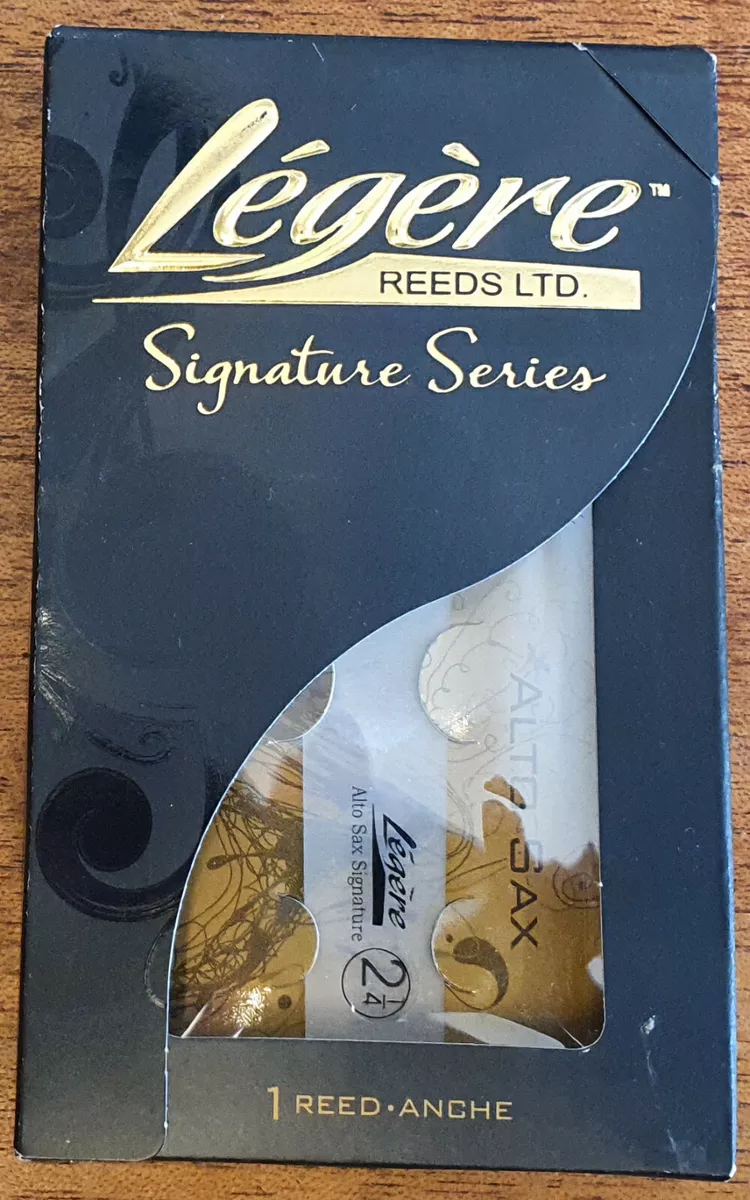 Légère™
REEDS LTD.
Signature Series
ALTO SAX
Légère
Alto Sax Signature
2 1/4
1 REED • ANCHE